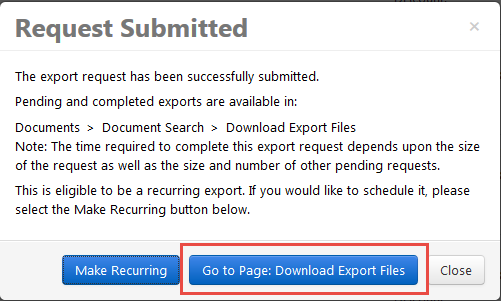 Request Submitted ×
The export request has been successfully submitted.
Pending and completed exports are available in:
Documents > Document Search > Download Export Files
Note: The time required to complete this export request depends upon the size
of the request as well as the size and number of other pending requests.
This is eligible to be a recurring export. If you would like to schedule it, please
select the Make Recurring button below.
Make Recurring Go to Page: Download Export Files Close